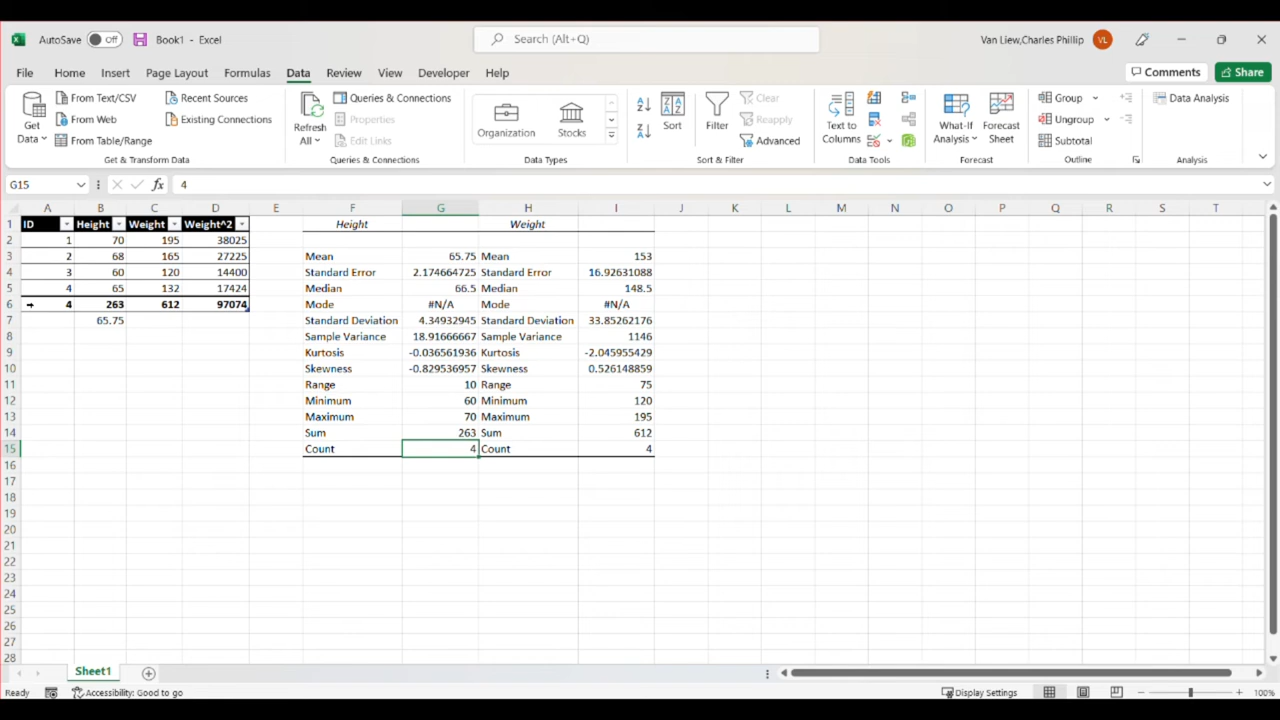 AutoSave Off Book1 - Excel Search (Alt+Q) Van Liew,Charles Phillip VL
File Home Insert Page Layout Formulas Data Review View Developer Help Comments Share
Get Data
From Text/CSV
From Web
From Table/Range
Recent Sources
Existing Connections
Get & Transform Data
Refresh All
Queries & Connections
Properties
Edit Links
Queries & Connections
Organization Stocks
Data Types
Sort
Filter
Clear
Reapply
Advanced
Sort & Filter
Text to Columns
Data Tools
What-If Analysis
Forecast Sheet
Forecast
Group
Ungroup
Subtotal
Outline
Data Analysis
Analysis
G15 fx 4
A B C D E F G H I J K L M N O P Q R S T
1 ID Height Weight Weight^2 Height Weight
2 1 70 195 38025
3 2 68 165 27225 Mean 65.75 Mean 153
4 3 60 120 14400 Standard Error 2.174664725 Standard Error 16.92631088
5 4 65 132 17424 Median 66.5 Median 148.5
6 4 263 612 97074 Mode #N/A Mode #N/A
7 65.75 Standard Deviation 4.34932945 Standard Deviation 33.85262176
8 Sample Variance 18.91666667 Sample Variance 1146
9 Kurtosis -0.036561936 Kurtosis -2.045955429
10 Skewness -0.829536957 Skewness 0.526148859
11 Range 10 Range 75
12 Minimum 60 Minimum 120
13 Maximum 70 Maximum 195
14 Sum 263 Sum 612
15 Count 4 Count 4
16
17
18
19
20
21
22
23
24
25
26
27
28
Sheet1
Ready Accessibility: Good to go Display Settings 100%